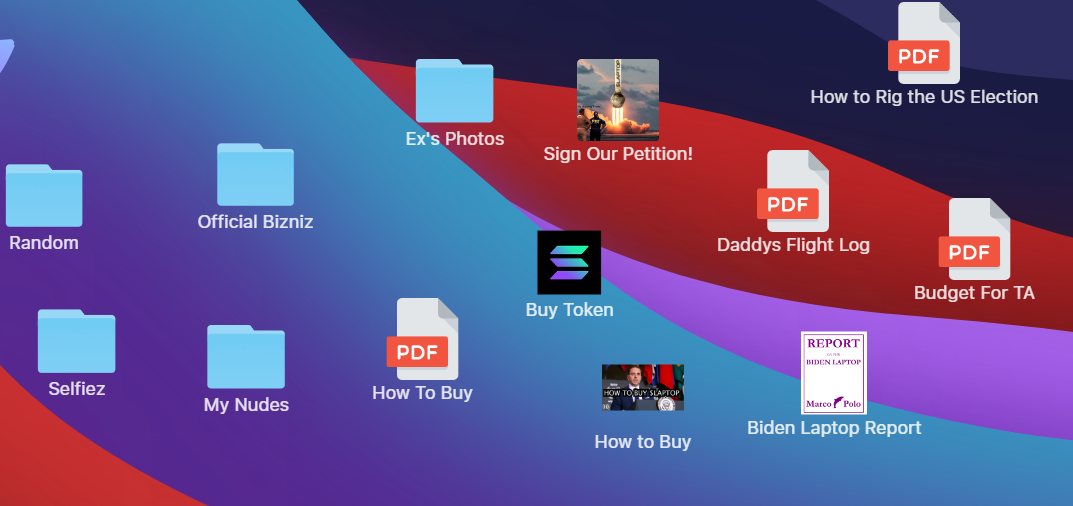 PDF
How to Rig the US Election
Ex's Photos
Sign Our Petition!
PDF
Daddys Flight Log
Official Bizniz
Random
PDF
Budget For TA
Buy Token
Selfiez
My Nudes
PDF
How To Buy
HOW TO BUY $LAPTOP
How to Buy
REPORT
BIDEN LAPTOP
Marco Polo
Biden Laptop Report